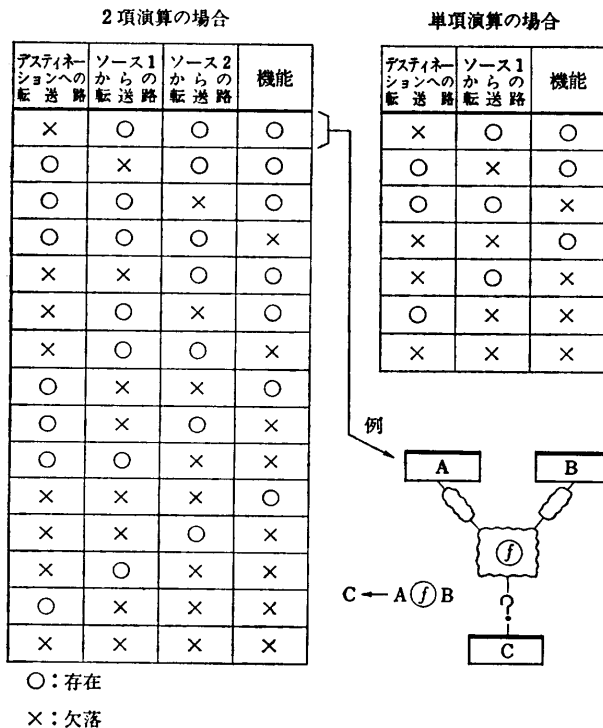 2項演算の場合
デスティネーションへの転送路 ソース1からの転送路 ソース2からの転送路 機能
× ○ ○ ○
○ × ○ ○
○ ○ × ○
○ ○ ○ ×
× × ○ ○
× ○ × ○
× ○ ○ ×
○ × × ○
○ × ○ ×
○ ○ × ×
× × × ○
× × ○ ×
× ○ × ×
○ × × ×
× × × ×
○:存在
×:欠落
単項演算の場合
デスティネーションへの転送路 ソース1からの転送路 機能
× ○ ○
○ × ○
○ ○ ×
× × ○
× ○ ×
○ × ×
× × ×
例
A B
f
C ← A ⓕ B
?
C